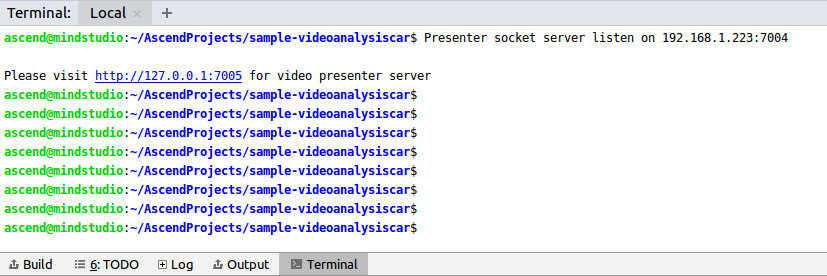 Terminal: Local × +
ascend@mindstudio:~/AscendProjects/sample-videoanalysiscar$ Presenter socket server listen on 192.168.1.223:7004
Please visit http://127.0.0.1:7005 for video presenter server
ascend@mindstudio:~/AscendProjects/sample-videoanalysiscar$
ascend@mindstudio:~/AscendProjects/sample-videoanalysiscar$
ascend@mindstudio:~/AscendProjects/sample-videoanalysiscar$
ascend@mindstudio:~/AscendProjects/sample-videoanalysiscar$
ascend@mindstudio:~/AscendProjects/sample-videoanalysiscar$
ascend@mindstudio:~/AscendProjects/sample-videoanalysiscar$
ascend@mindstudio:~/AscendProjects/sample-videoanalysiscar$
ascend@mindstudio:~/AscendProjects/sample-videoanalysiscar$
Build 6: TODO Log Output Terminal